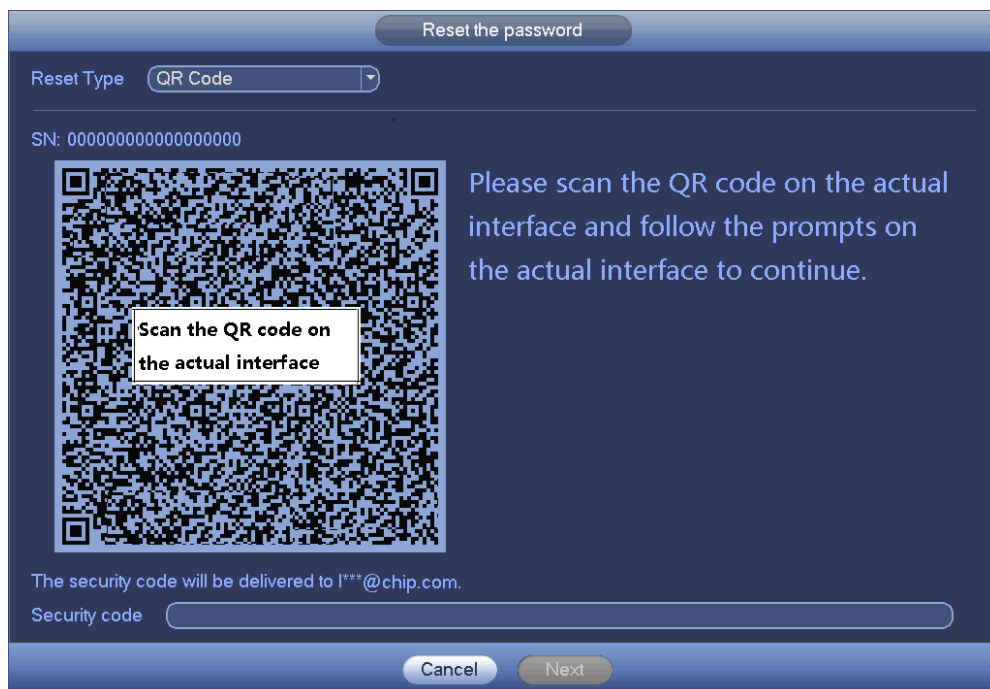 Reset the password
Reset Type QR Code
SN: 000000000000000000
Please scan the QR code on the actual
interface and follow the prompts on
the actual interface to continue.
Scan the QR code on
the actual interface
The security code will be delivered to l***@chip.com.
Security code
Cancel Next